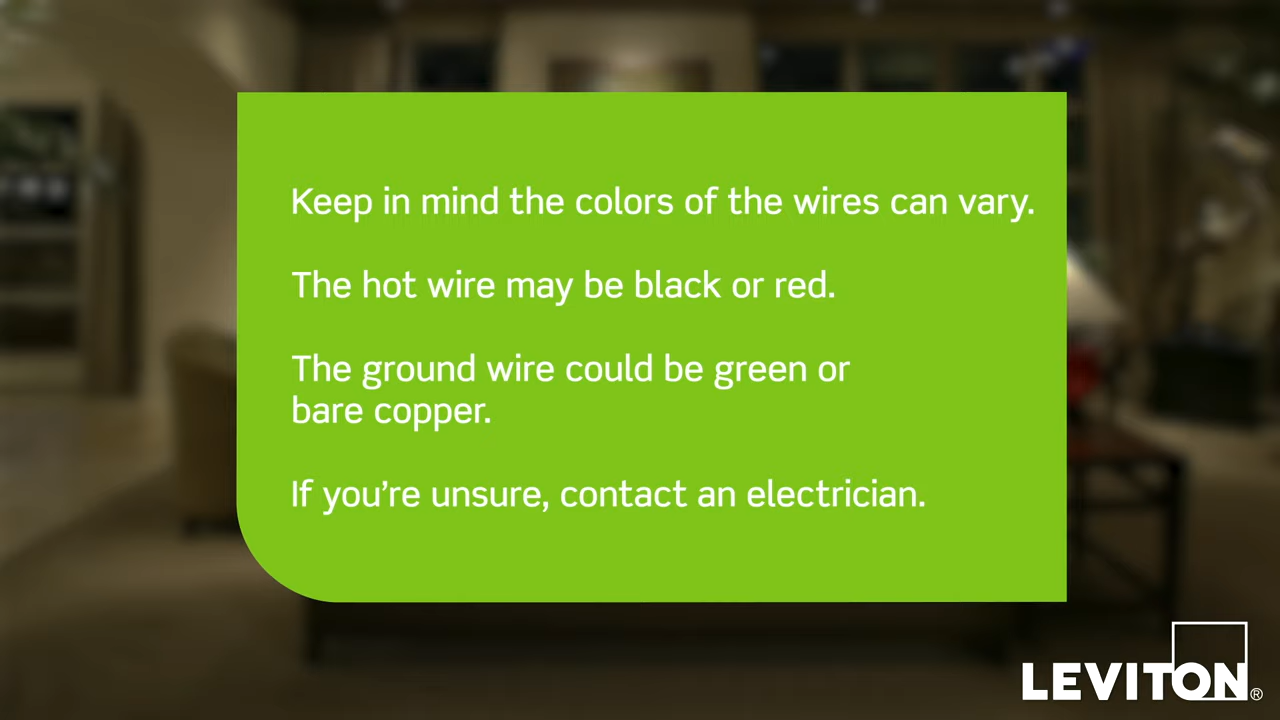 Keep in mind the colors of the wires can vary.
The hot wire may be black or red.
The ground wire could be green or
bare copper.
If you’re unsure, contact an electrician.
LEVITON®